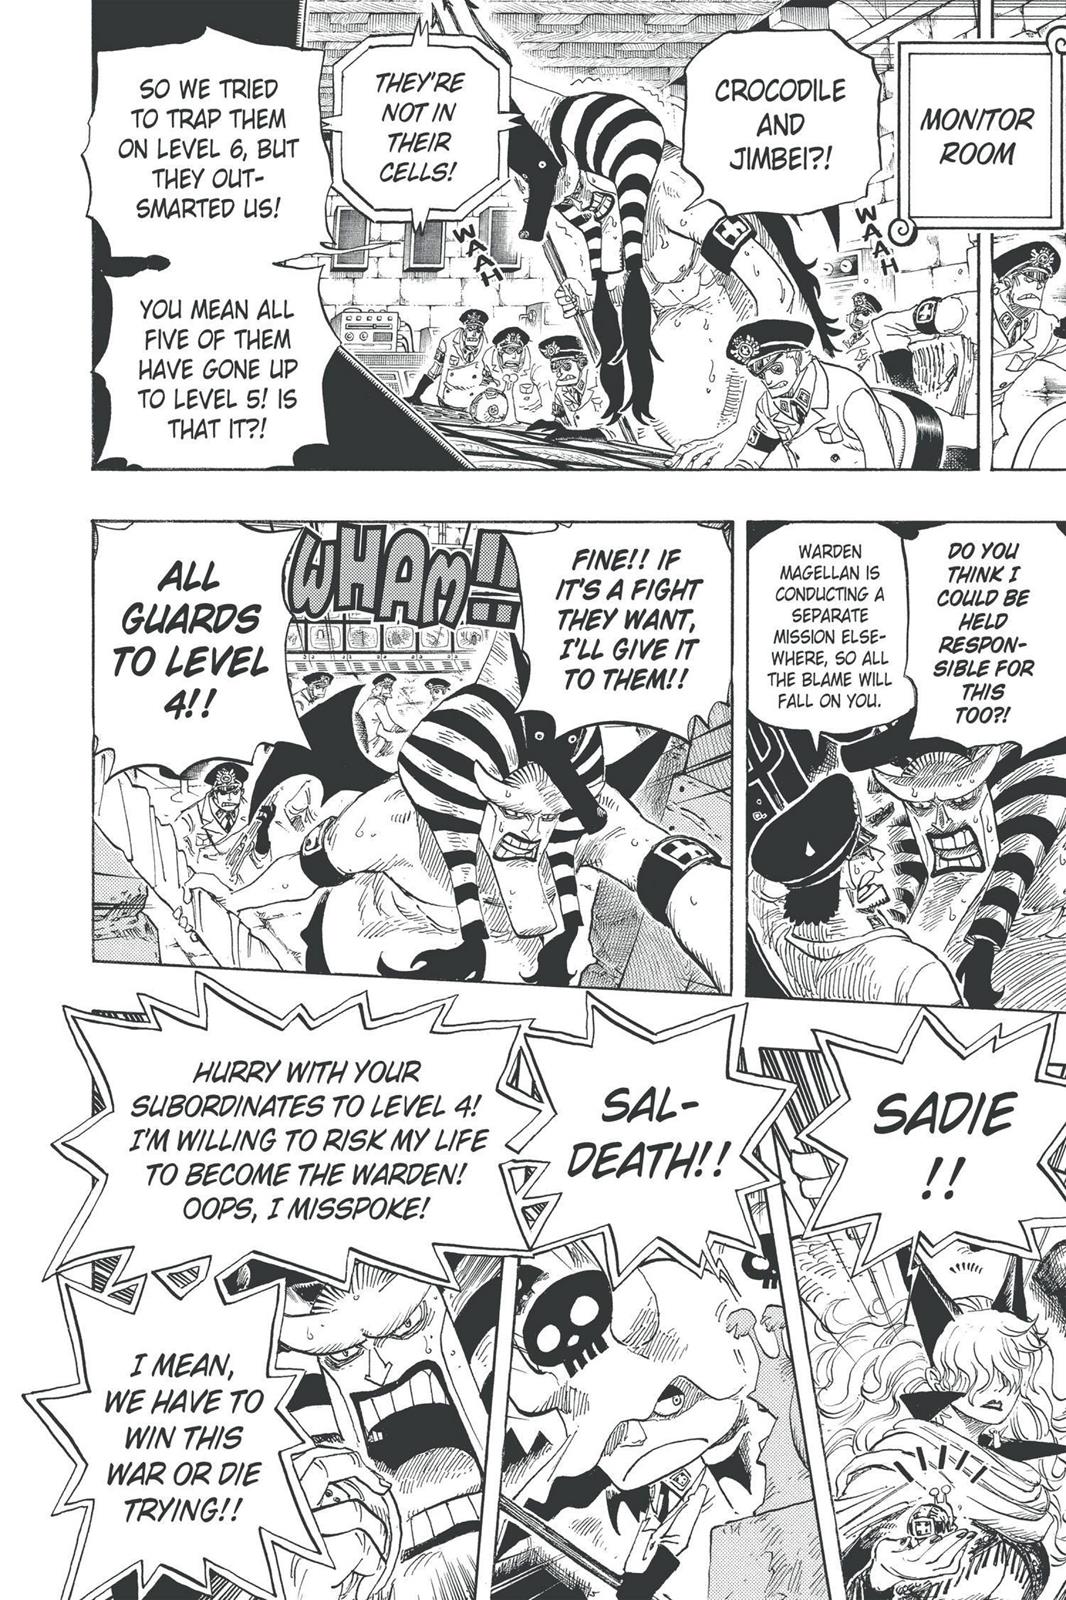 MONITOR
ROOM
CROCODILE
AND
JIMBEI?!
THEY'RE
NOT IN
THEIR
CELLS!
WAAH
WAAH
SO WE TRIED
TO TRAP THEM
ON LEVEL 6, BUT
THEY OUT-
SMARTED US!
YOU MEAN ALL
FIVE OF THEM
HAVE GONE UP
TO LEVEL 5! IS
THAT IT?!
DO YOU
THINK I
COULD BE
HELD
RESPON-
SIBLE FOR
THIS
TOO?!
WARDEN
MAGELLAN IS
CONDUCTING A
SEPARATE
MISSION ELSE-
WHERE, SO ALL
THE BLAME WILL
FALL ON YOU.
FINE!! IF
IT'S A FIGHT
THEY WANT,
I'LL GIVE IT
TO THEM!!
WHAM!!
ALL
GUARDS
TO LEVEL
4!!
SADIE
!!
SAL-
DEATH!!
HURRY WITH YOUR
SUBORDINATES TO LEVEL 4!
I'M WILLING TO RISK MY LIFE
TO BECOME THE WARDEN!
OOPS, I MISSPOKE!
I MEAN,
WE HAVE TO
WIN THIS
WAR OR DIE
TRYING!!